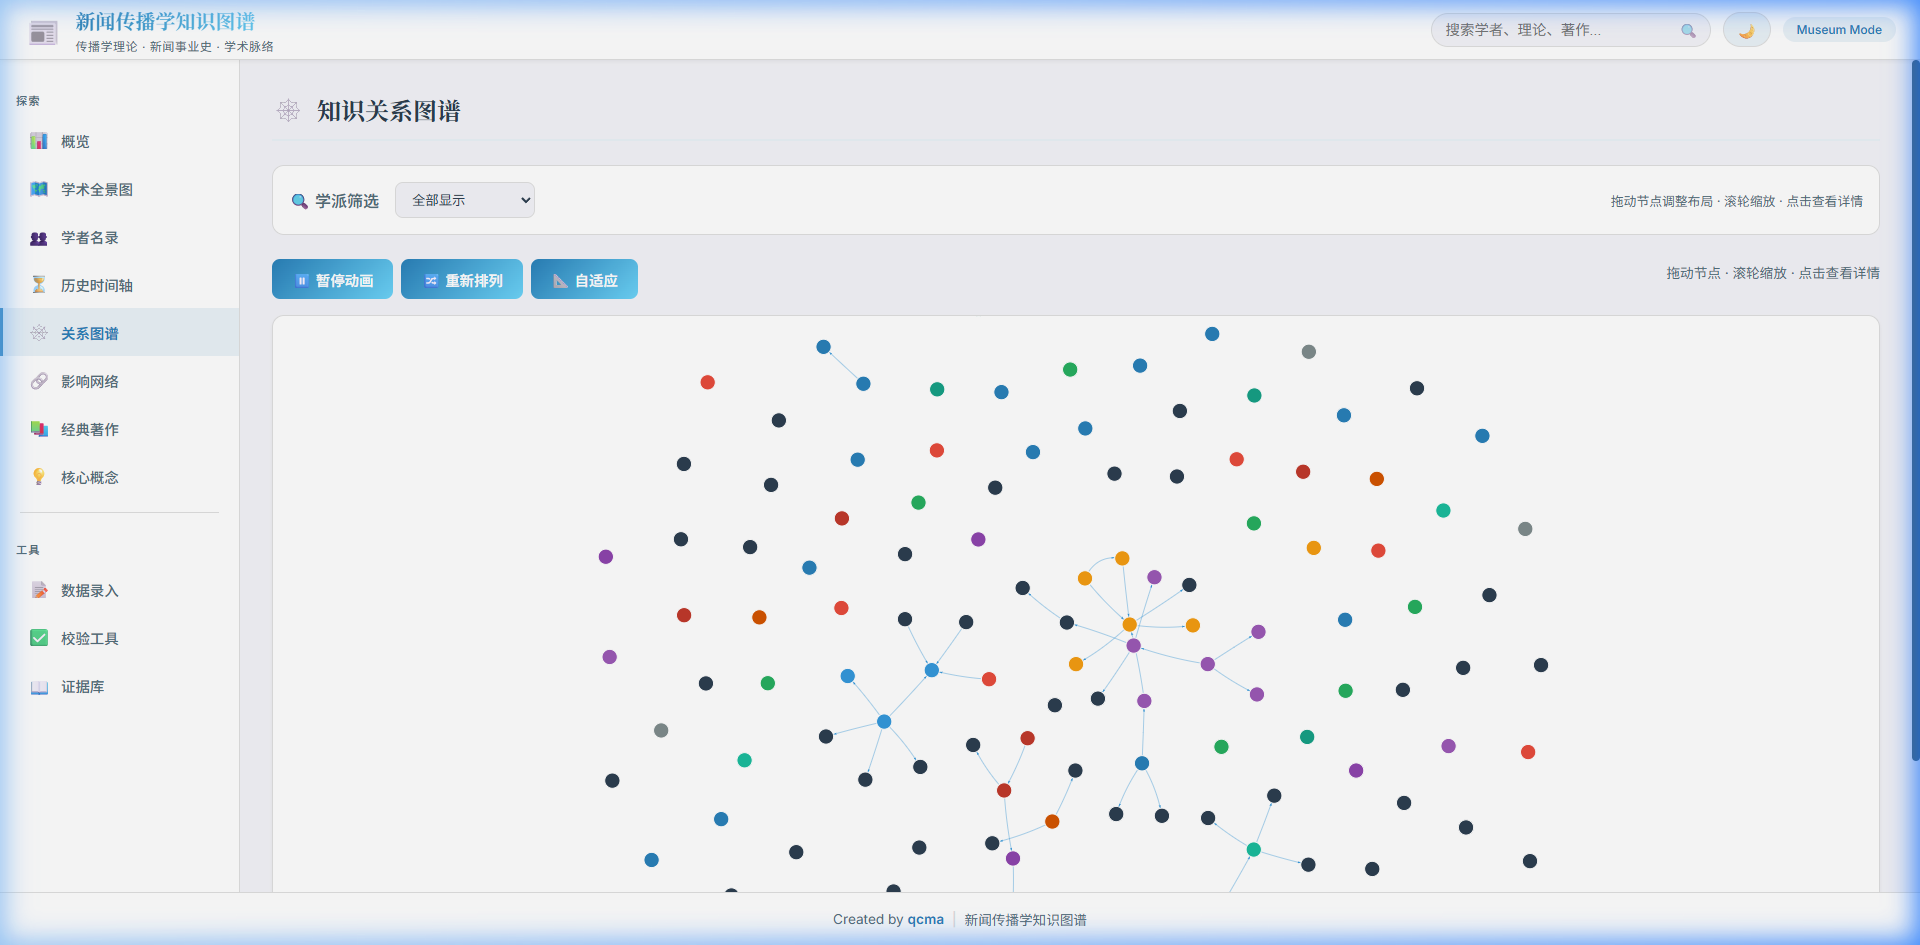 新闻传播学知识图谱
传播学理论 · 新闻事业史 · 学术脉络
搜索学者、理论、著作...
Museum Mode
探索
概览
学术全景图
学者名录
历史时间轴
关系图谱
影响网络
经典著作
核心概念
工具
数据录入
校验工具
证据库
知识关系图谱
学派筛选
全部显示
拖动节点调整布局 · 滚轮缩放 · 点击查看详情
暂停动画
重新排列
自适应
拖动节点 · 滚轮缩放 · 点击查看详情
Created by qcma | 新闻传播学知识图谱